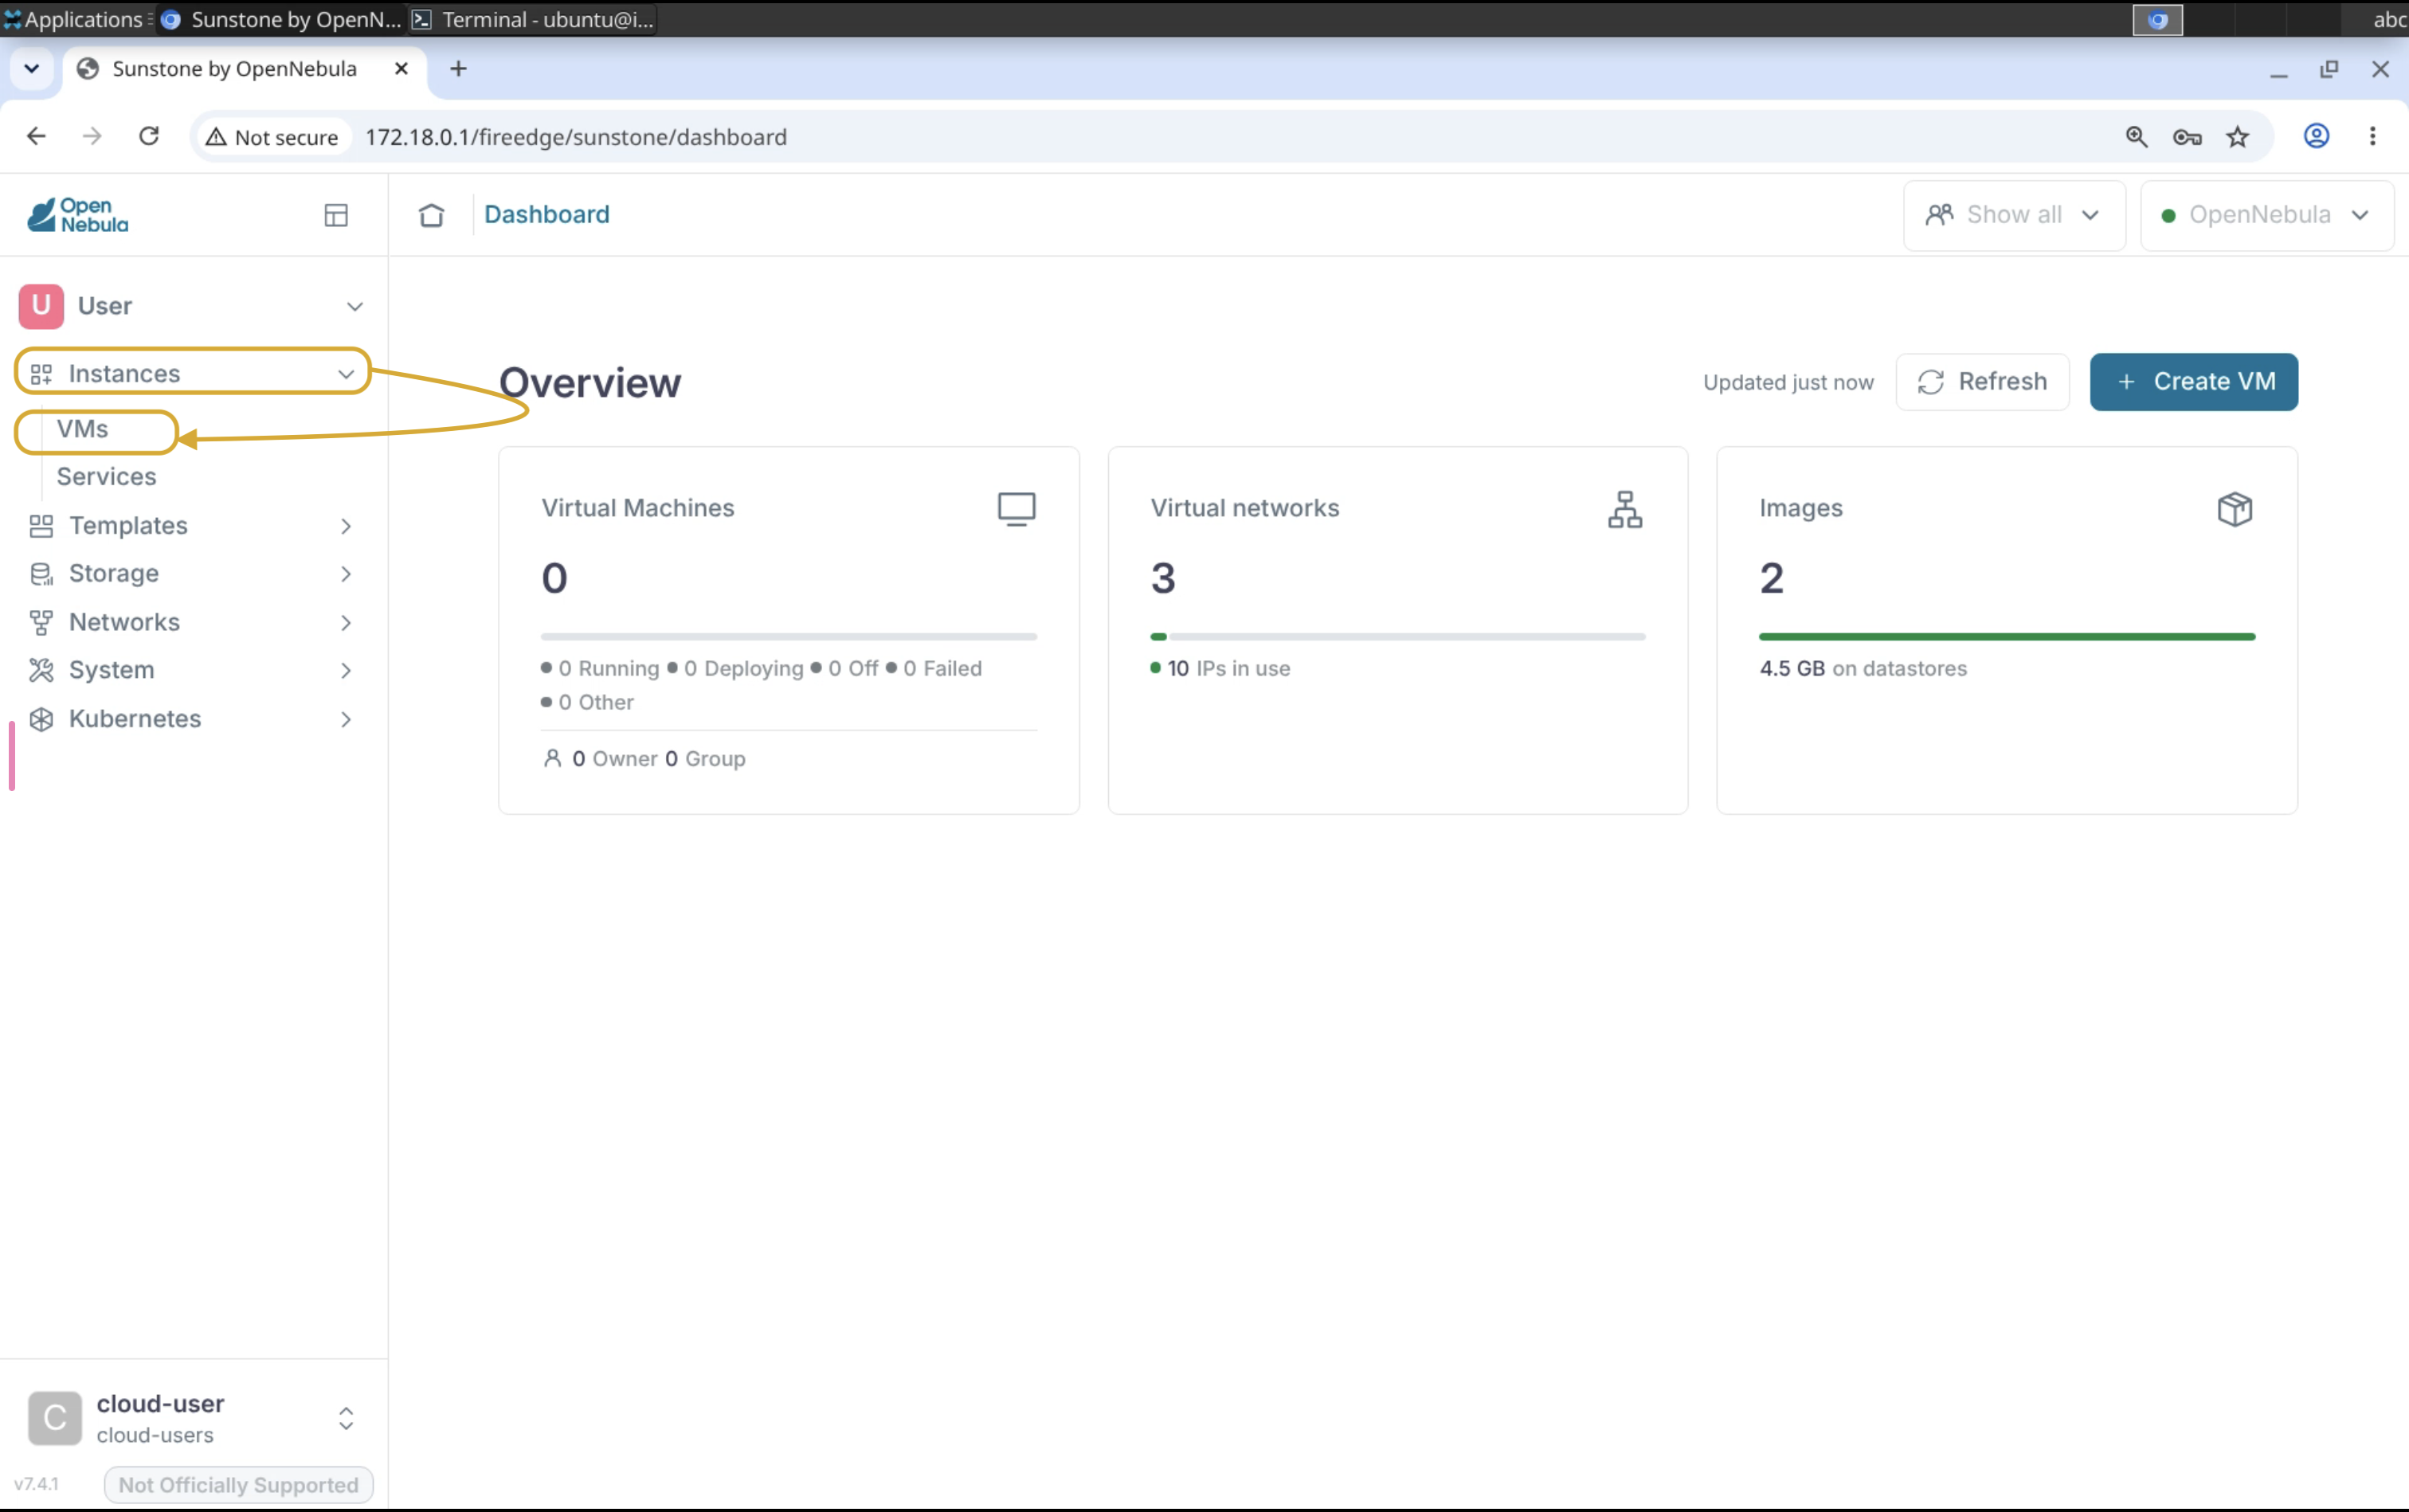 Applications
Sunstone by OpenN...
Terminal - ubuntu@i...
abc
Sunstone by OpenNebula
Not secure
172.18.0.1/fireedge/sunstone/dashboard
Open
Nebula
Dashboard
Show all
OpenNebula
U
User
Instances
VMs
Services
Templates
Storage
Networks
System
Kubernetes
Overview
Updated just now
Refresh
+ Create VM
Virtual Machines
0
0 Running 0 Deploying 0 Off 0 Failed
0 Other
0 Owner 0 Group
Virtual networks
3
10 IPs in use
Images
2
4.5 GB on datastores
C
cloud-user
cloud-users
v7.4.1
Not Officially Supported